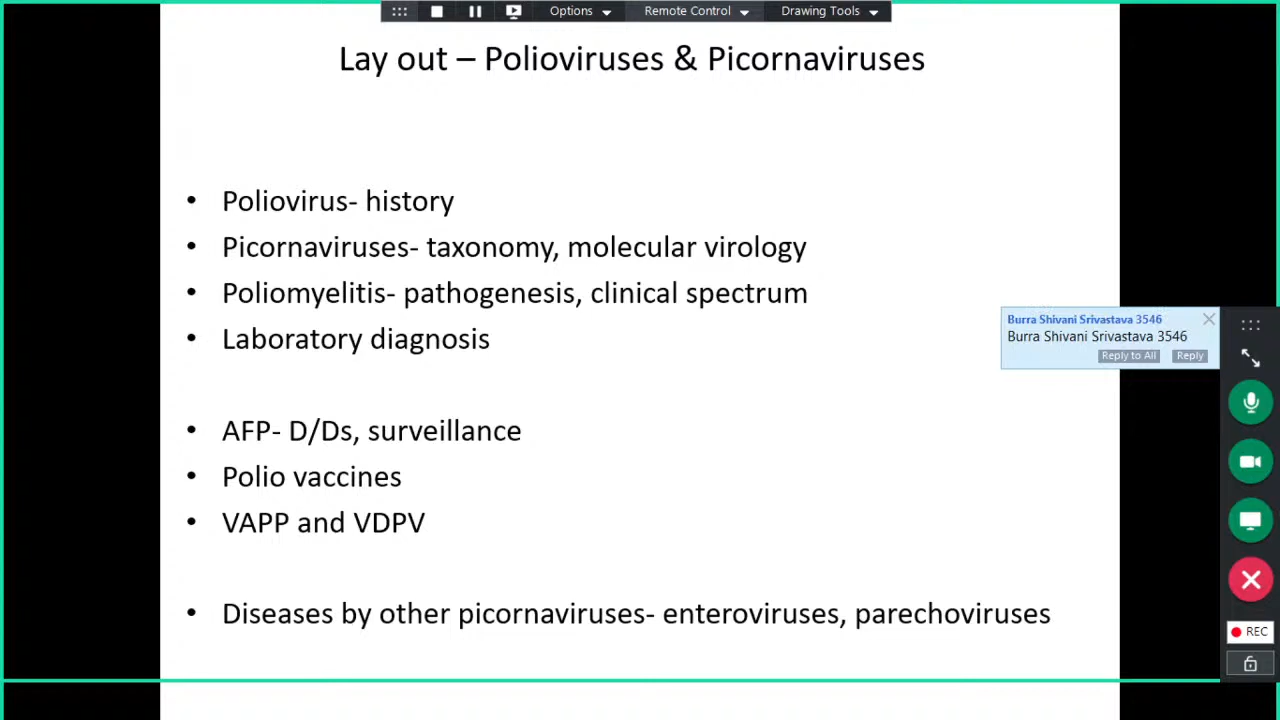 Options Remote Control Drawing Tools
Lay out – Polioviruses & Picornaviruses
• Poliovirus- history
• Picornaviruses- taxonomy, molecular virology
• Poliomyelitis- pathogenesis, clinical spectrum
• Laboratory diagnosis
• AFP- D/Ds, surveillance
• Polio vaccines
• VAPP and VDPV
• Diseases by other picornaviruses- enteroviruses, parechoviruses
Burra Shivani Srivastava 3546
Burra Shivani Srivastava 3546
Reply to All Reply
REC